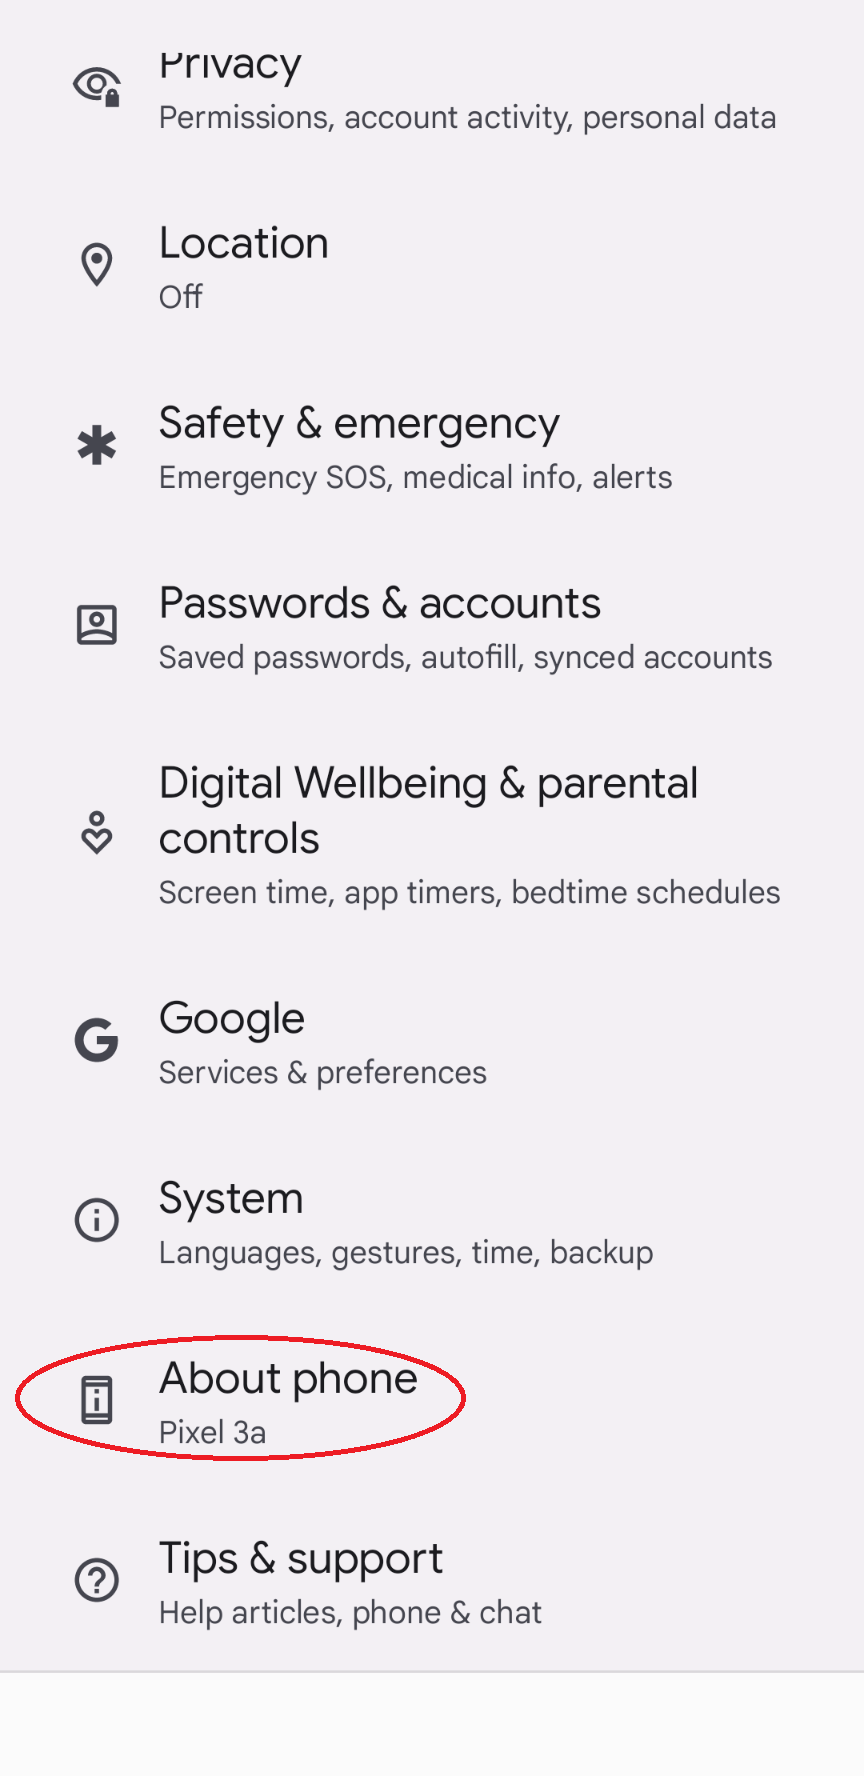 Privacy
Permissions, account activity, personal data
Location
Off
Safety & emergency
Emergency SOS, medical info, alerts
Passwords & accounts
Saved passwords, autofill, synced accounts
Digital Wellbeing & parental
controls
Screen time, app timers, bedtime schedules
Google
Services & preferences
System
Languages, gestures, time, backup
About phone
Pixel 3a
Tips & support
Help articles, phone & chat